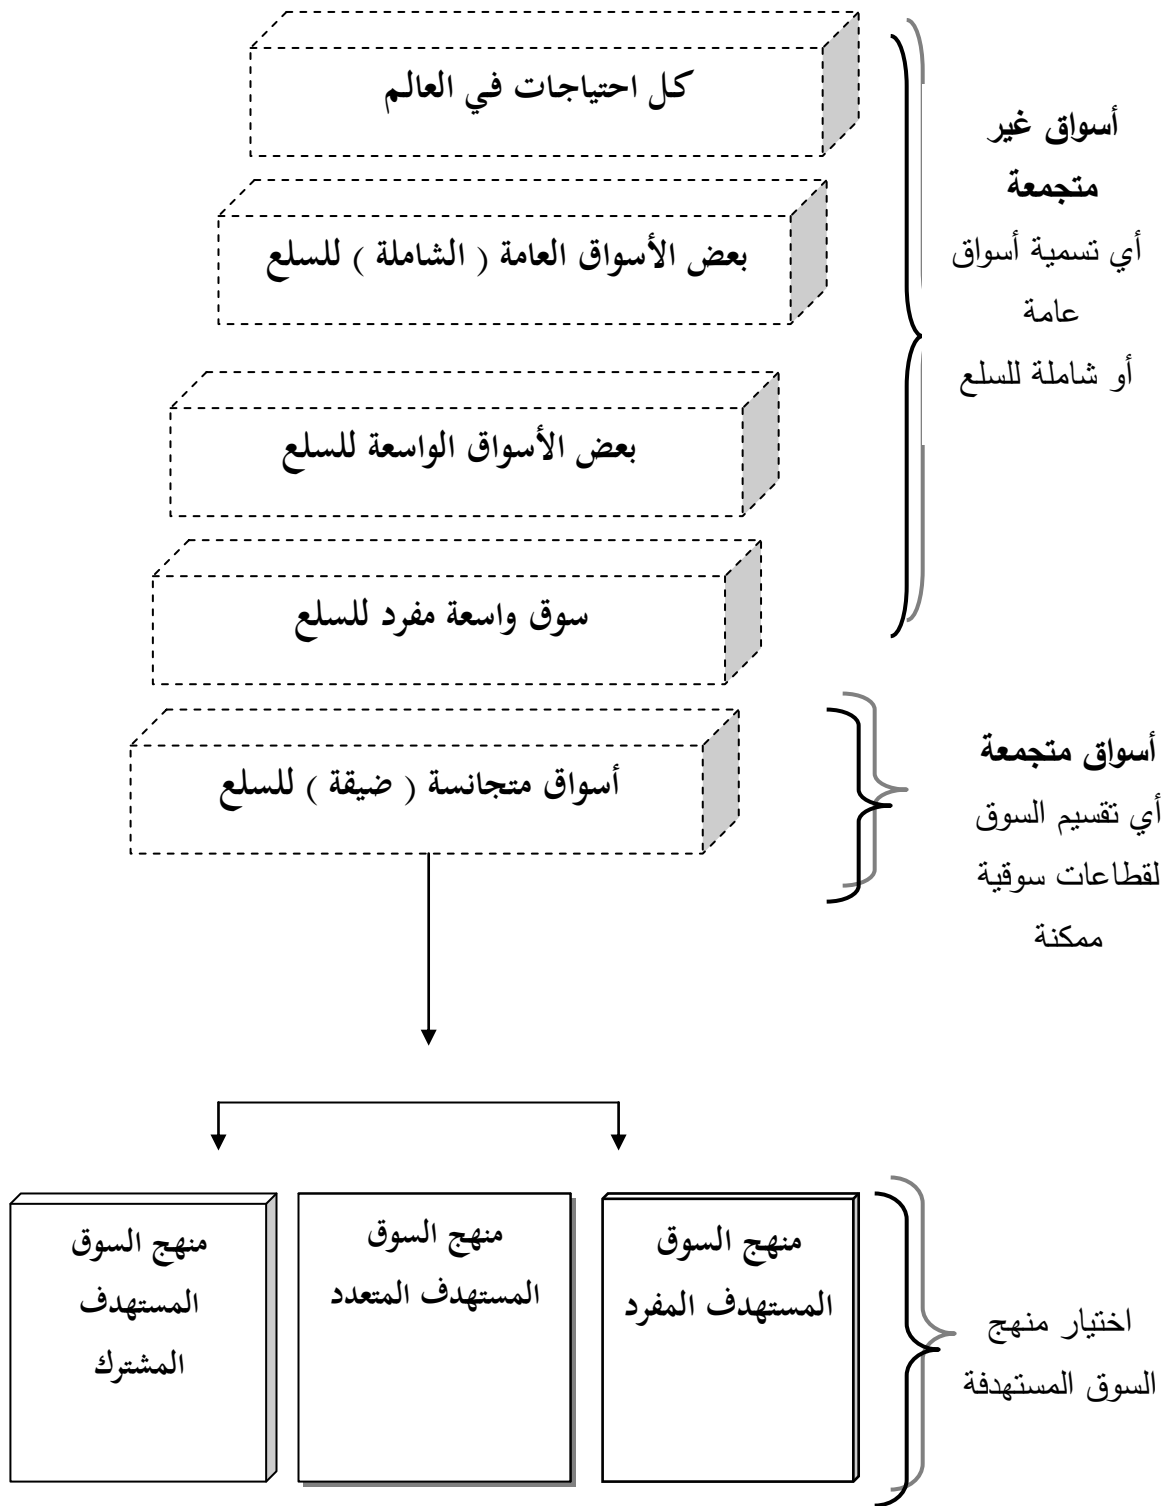 كل احتياجات في العالم
أسواق غير
متجمعة
أي تسمية أسواق
عامة
أو شاملة للسلع
بعض الأسواق العامة ( الشاملة ) للسلع
بعض الأسواق الواسعة للسلع
سوق واسعة مفرد للسلع
أسواق متجانسة ( ضيقة ) للسلع
أسواق متجمعة
أي تقسيم السوق
لقطاعات سوقية
ممكنة
منهج السوق
المستهدف المفرد
منهج السوق
المستهدف المتعدد
منهج السوق
المستهدف
المشترك
اختيار منهج
السوق المستهدفة